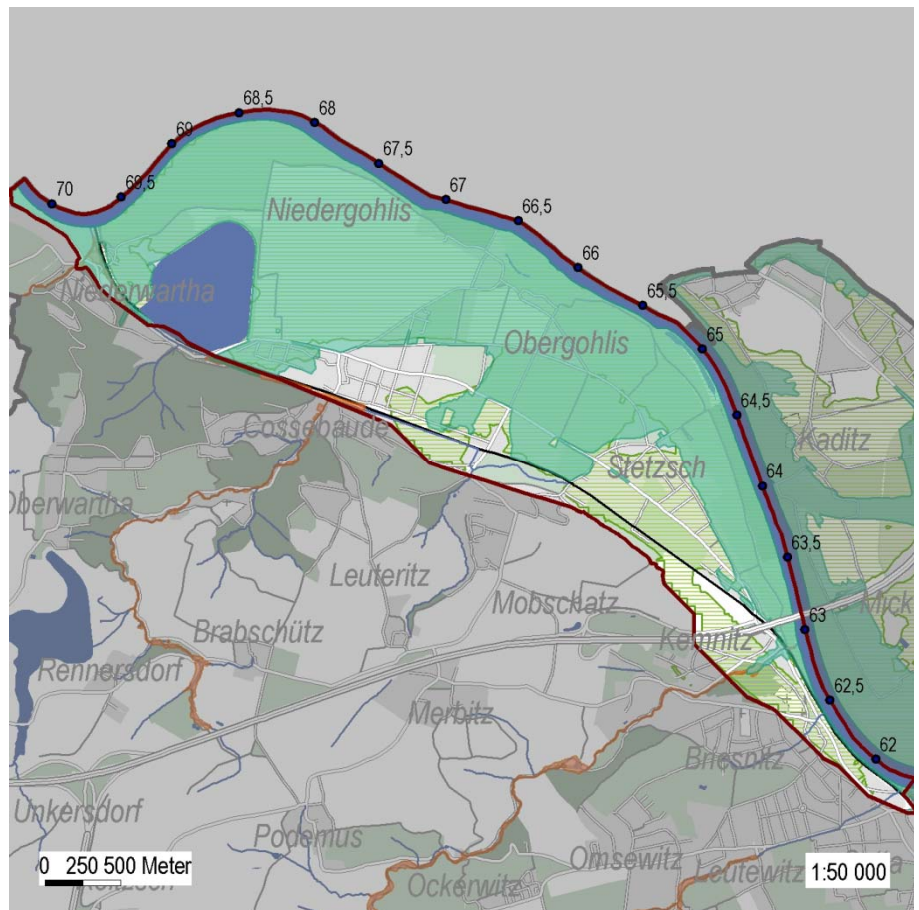 68,5
68
69
67,5
70
69,5
67
66,5
Niedergohlis
66
Niederwartha
65,5
Obergohlis
65
64,5
Cossebaude
Kaditz
Stetzsch
64
Oberwartha
63,5
Leuteritz
Mobschatz
Mick
63
Brabschütz
Kemnitz
Rennersdorf
62,5
Merbitz
62
Briesnitz
Unkersdorf
Podemus
Omsewitz
0 250 500 Meter
Leutewitz
1:50 000
Ockerwitz